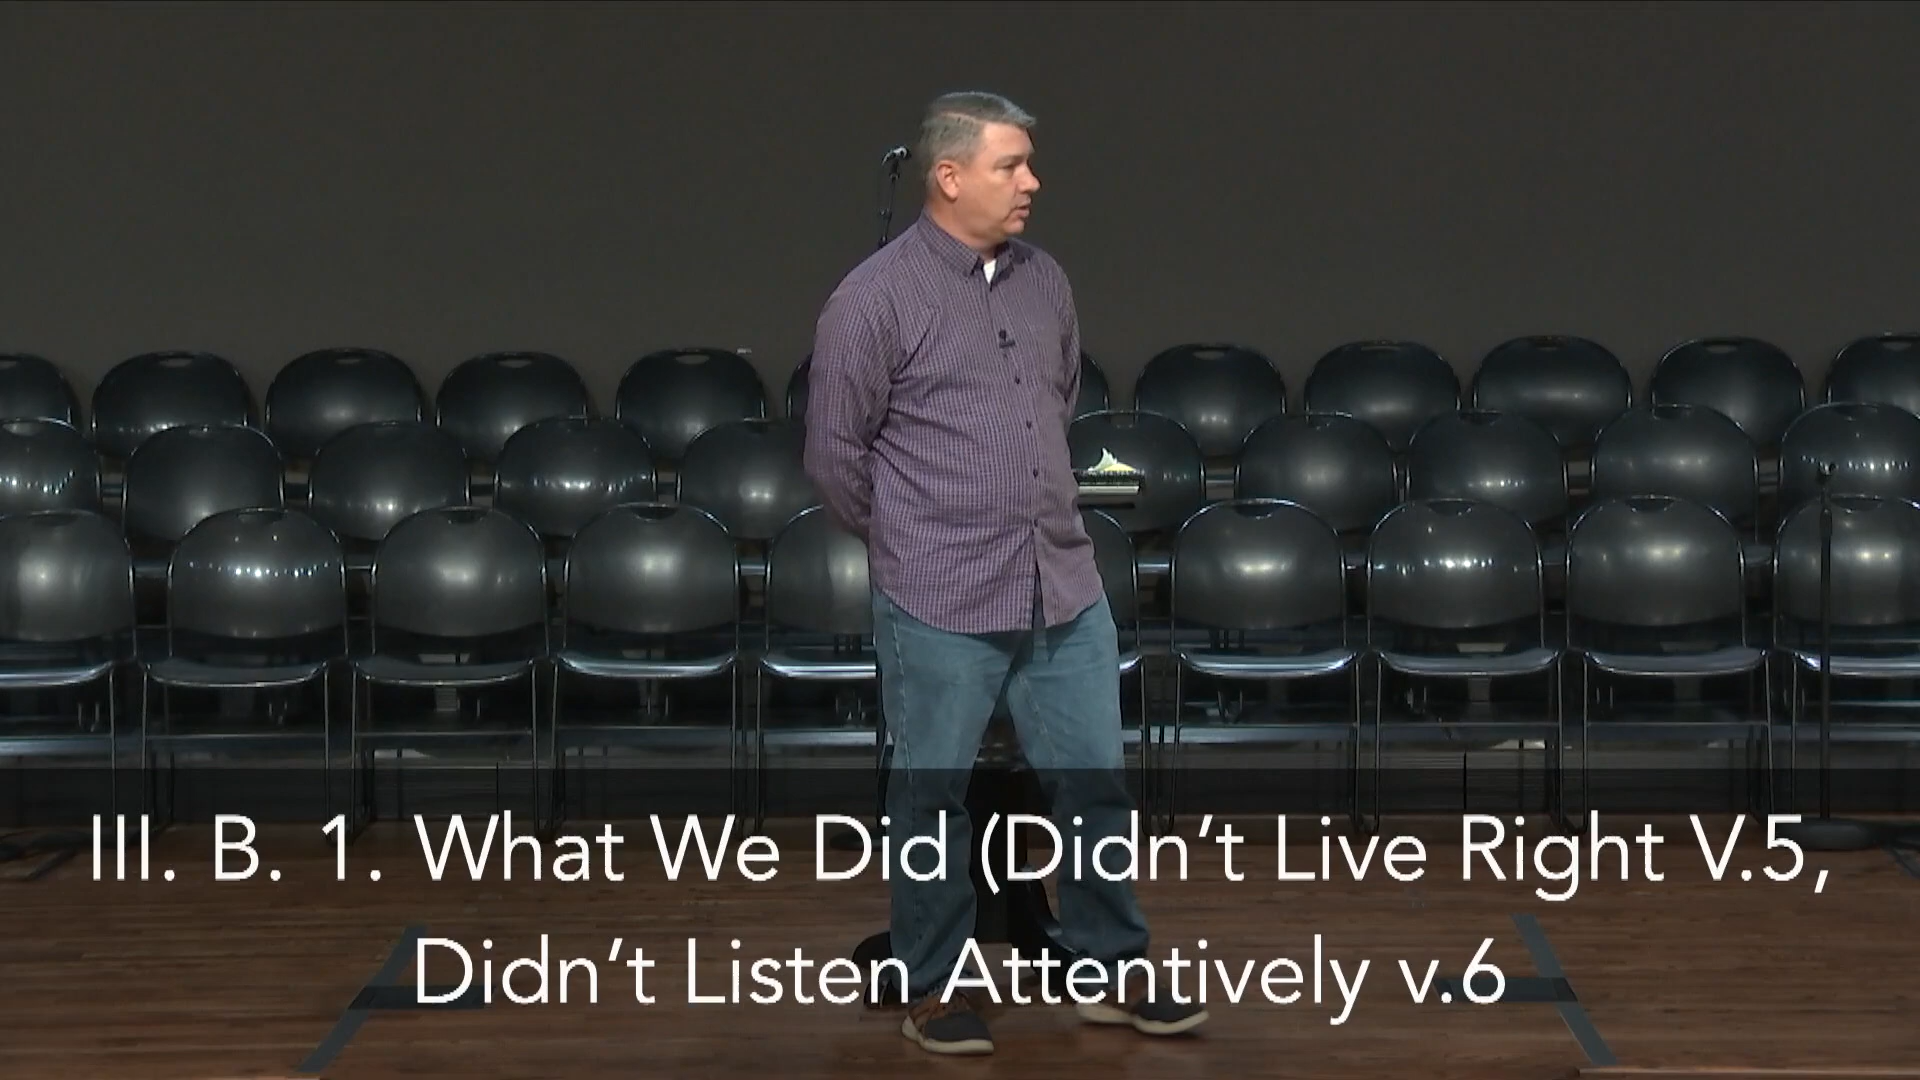 III. B. 1. What We Did (Didn’t Live Right V.5,
Didn’t Listen Attentively v.6